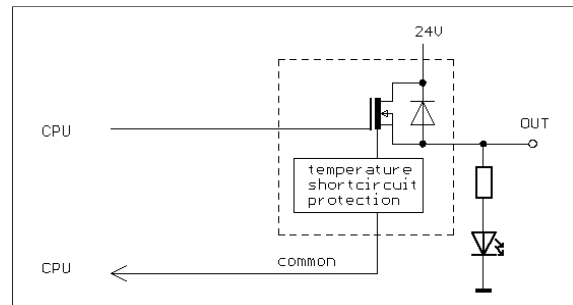 24V
CPU
OUT
temperature
shortcircuit
protection
common
CPU